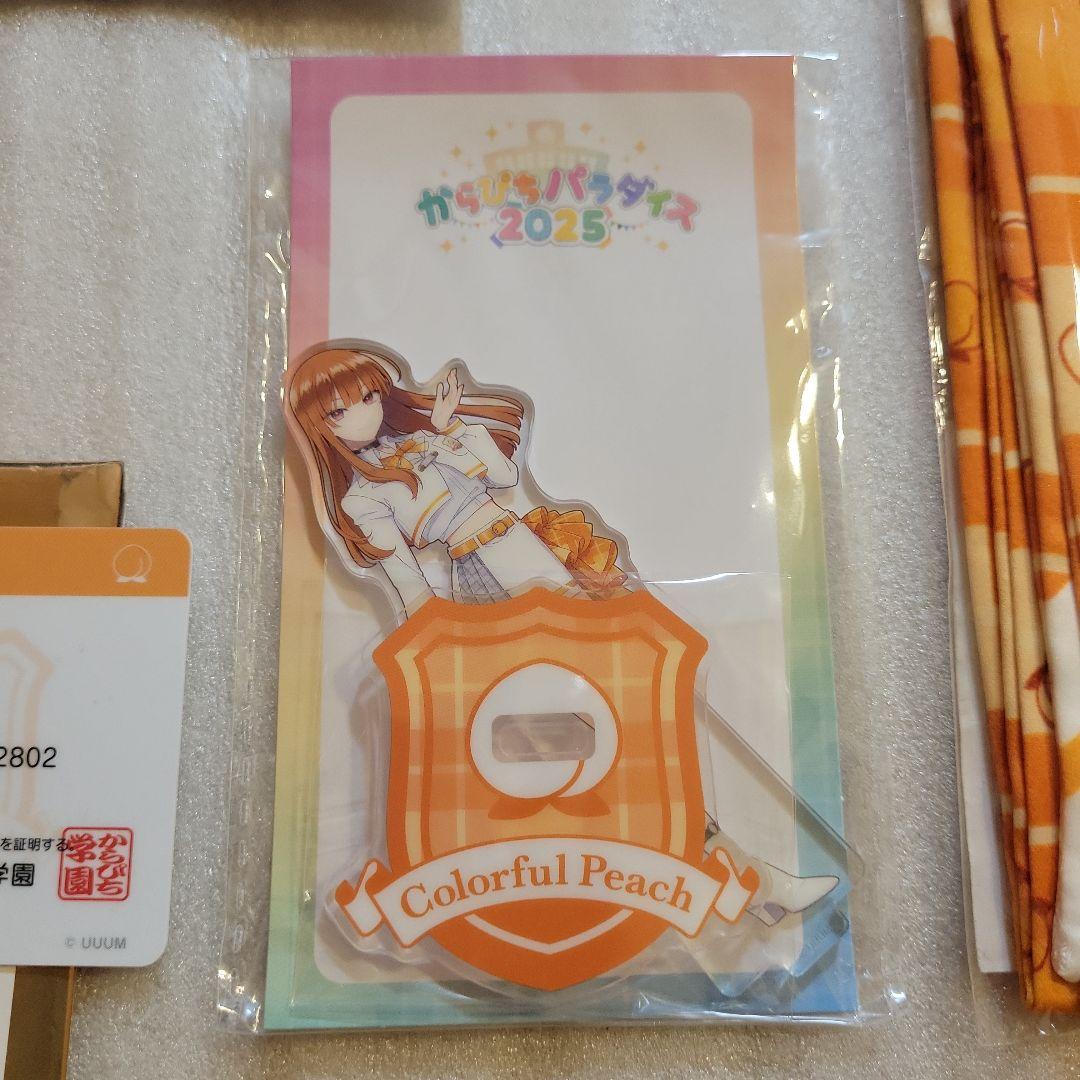 からぴちパラダイス
2025
Colorful Peach
2802
を証明する。
学園
からぴち
学園
© UUUM